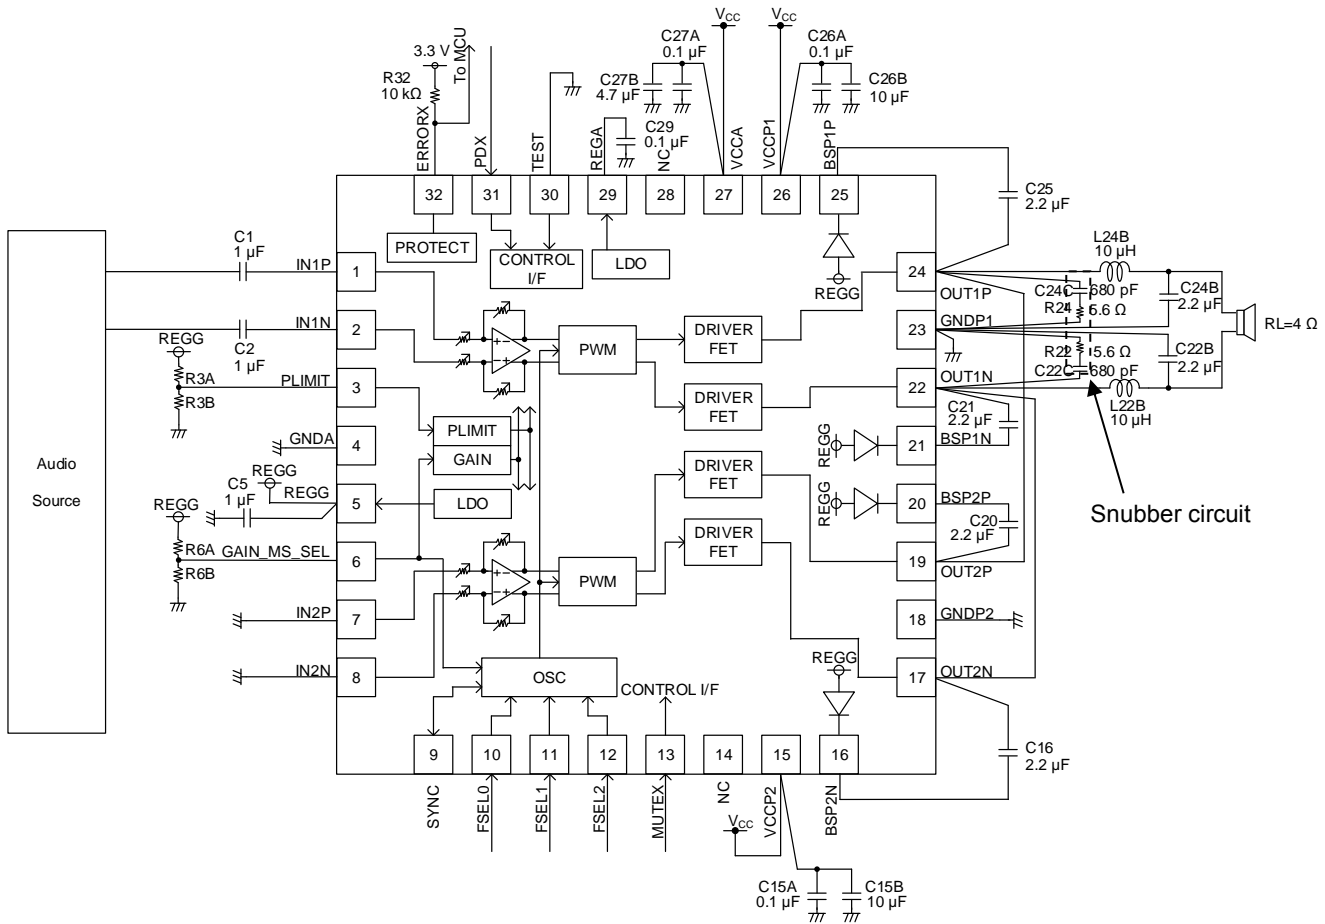 VCC
VCC
C27A
0.1 µF
C26A
0.1 µF
3.3 V
To MCU
R32
10 kΩ
C27B
4.7 µF
C26B
10 µF
C29
0.1 µF
ERRORX
PDX
TEST
REGA
NC
VCCA
VCCP1
BSP1P
32
31
30
29
28
27
26
25
C25
2.2 µF
PROTECT
CONTROL
I/F
LDO
REGG
C1
1 µF
IN1P
1
24
OUT1P
L24B
10 µH
C24C
680 pF
C24B
2.2 µF
R24
5.6 Ω
IN1N
2
23
GNDP1
RL=4 Ω
C2
1 µF
DRIVER
FET
PWM
REGG
R3A
R3B
PLIMIT
3
R22
5.6 Ω
C22C
680 pF
C22B
2.2 µF
22
OUT1N
L22B
10 µH
DRIVER
FET
C21
2.2 µF
PLIMIT
GAIN
GNDA
4
REGG
21
BSP1N
Audio
Source
C5
1 µF
REGG
REGG
5
LDO
DRIVER
FET
REGG
20
BSP2P
C20
2.2 µF
Snubber circuit
REGG
R6A
R6B
GAIN_MS_SEL
6
DRIVER
FET
19
OUT2P
PWM
IN2P
7
18
GNDP2
IN2N
8
OSC
CONTROL I/F
REGG
17
OUT2N
9
10
11
12
13
14
15
16
C16
2.2 µF
SYNC
FSEL0
FSEL1
FSEL2
MUTEX
NC
VCCP2
BSP2N
VCC
C15A
0.1 µF
C15B
10 µF